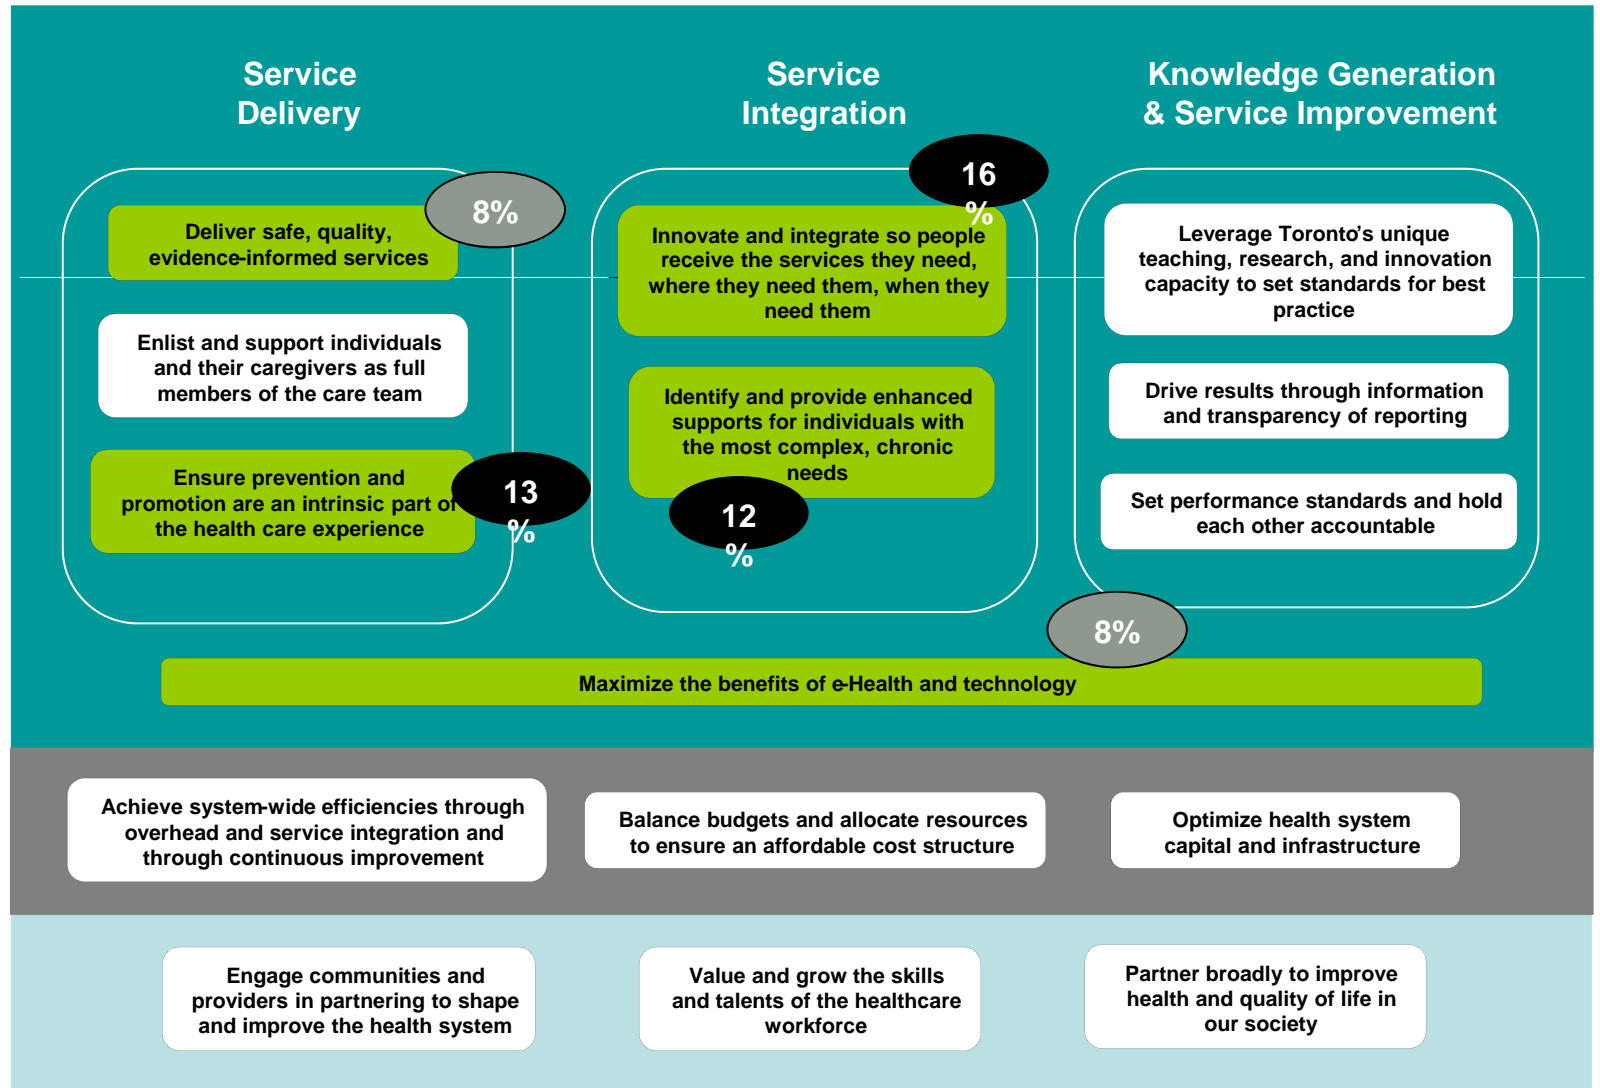 Service
Delivery
8%
Deliver safe, quality,
evidence-informed services
Enlist and support individuals
and their caregivers as full
members of the care team
Ensure prevention and
promotion are an intrinsic part of
the health care experience
13
%
Service
Integration
16
%
Innovate and integrate so people
receive the services they need,
where they need them, when they
need them
Identify and provide enhanced
supports for individuals with
the most complex, chronic
needs
12
%
Knowledge Generation
& Service Improvement
Leverage Toronto's unique
teaching, research, and innovation
capacity to set standards for best
practice
Drive results through information
and transparency of reporting
Set performance standards and hold
each other accountable
8%
Maximize the benefits of e-Health and technology
Achieve system-wide efficiencies through
overhead and service integration and
through continuous improvement
Balance budgets and allocate resources
to ensure an affordable cost structure
Optimize health system
capital and infrastructure
Engage communities and
providers in partnering to shape
and improve the health system
Value and grow the skills
and talents of the healthcare
workforce
Partner broadly to improve
health and quality of life in
our society